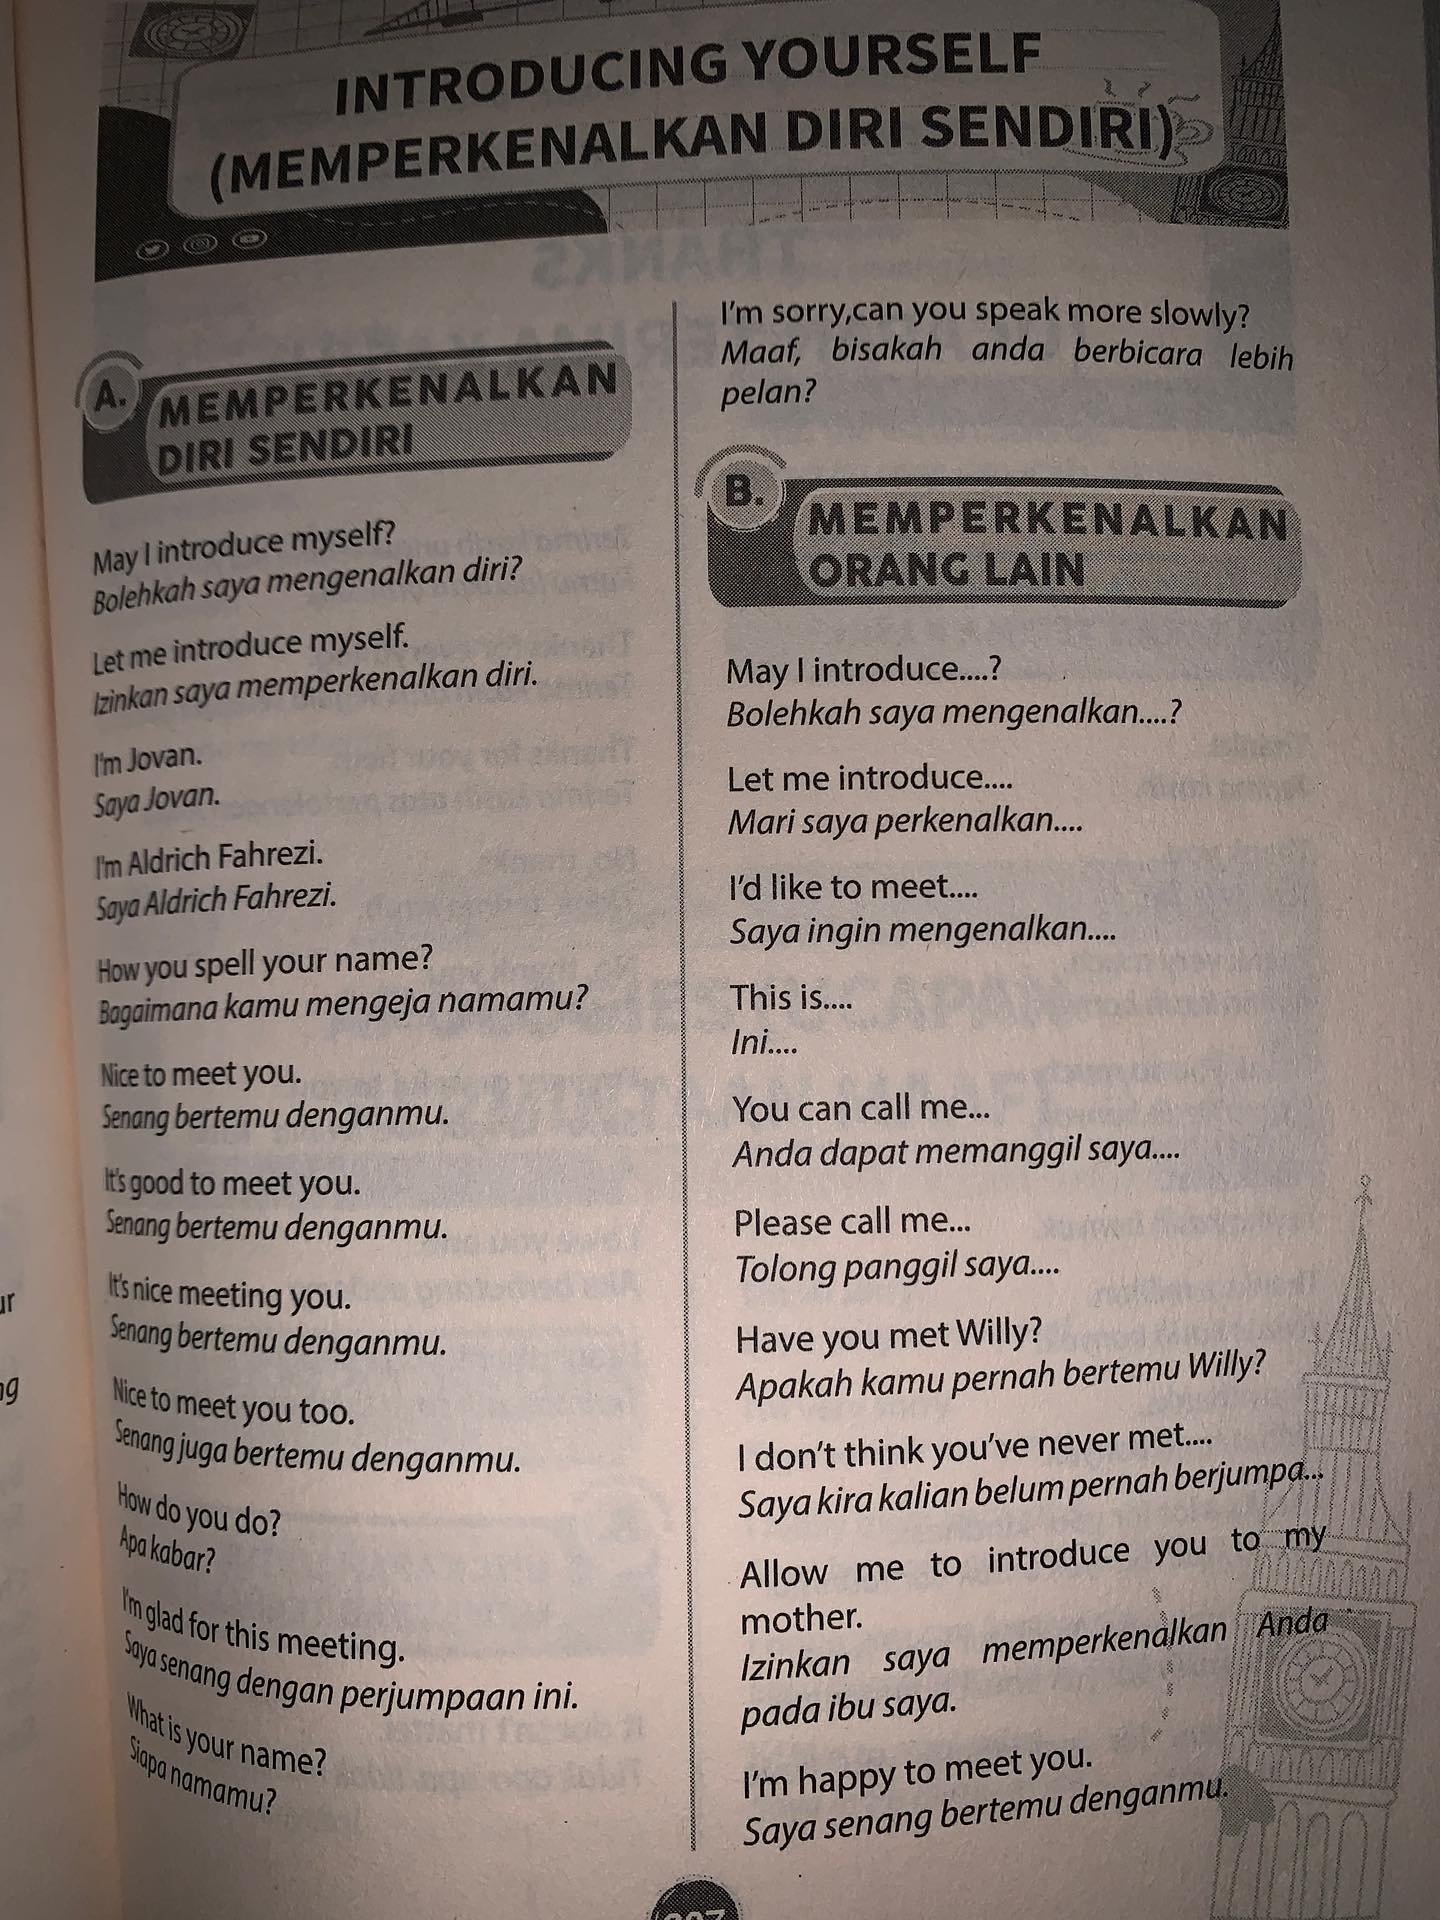 INTRODUCING YOURSELF
(MEMPERKENALKAN DIRI SENDIRI)
A.
MEMPERKENALKAN
DIRI SENDIRI
May I introduce myself?
Bolehkah saya mengenalkan diri?
Let me introduce myself.
Izinkan saya memperkenalkan diri.
I'm Jovan.
Saya Jovan.
I'm Aldrich Fahrezi.
Saya Aldrich Fahrezi.
How you spell your name?
Bagaimana kamu mengeja namamu?
Nice to meet you.
Senang bertemu denganmu.
It's good to meet you.
Senang bertemu denganmu.
It's nice meeting you.
Senang bertemu denganmu.
Nice to meet you too.
Senang juga bertemu denganmu.
How do you do?
Apa kabar?
I'm glad for this meeting.
Saya senang dengan perjumpaan ini.
What is your name?
Siapa namamu?
I'm sorry,can you speak more slowly?
Maaf, bisakah anda berbicara lebih
pelan?
B.
MEMPERKENALKAN
ORANG LAIN
May I introduce....?
Bolehkah saya mengenalkan....?
Let me introduce....
Mari saya perkenalkan....
I'd like to meet....
Saya ingin mengenalkan....
This is....
Ini....
You can call me...
Anda dapat memanggil saya....
Please call me...
Tolong panggil saya....
Have you met Willy?
Apakah kamu pernah bertemu Willy?
I don't think you've never met....
Saya kira kalian belum pernah berjumpa...
Allow me to introduce you to my
mother.
Izinkan saya memperkenalkan Anda
pada ibu saya.
I'm happy to meet you.
Saya senang bertemu denganmu.